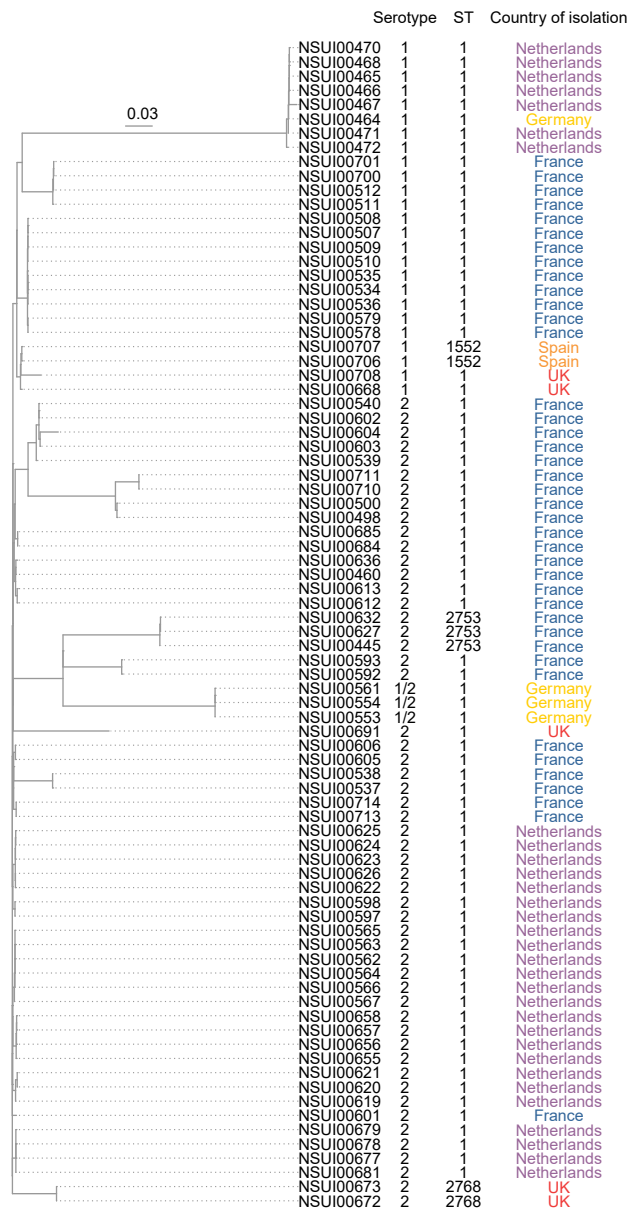 Serotype ST Country of isolation
NSUI00470 1 1 Netherlands
NSUI00468 1 1 Netherlands
NSUI00465 1 1 Netherlands
NSUI00466 1 1 Netherlands
NSUI00467 1 1 Netherlands
0.03
NSUI00464 1 1 Germany
NSUI00471 1 1 Netherlands
NSUI00472 1 1 Netherlands
NSUI00701 1 1 France
NSUI00700 1 1 France
NSUI00512 1 1 France
NSUI00511 1 1 France
NSUI00508 1 1 France
NSUI00507 1 1 France
NSUI00509 1 1 France
NSUI00510 1 1 France
NSUI00535 1 1 France
NSUI00534 1 1 France
NSUI00536 1 1 France
NSUI00579 1 1 France
NSUI00578 1 1 France
NSUI00707 1 1552 Spain
NSUI00706 1 1552 Spain
NSUI00708 1 1 UK
NSUI00668 1 1 UK
NSUI00540 2 1 France
NSUI00602 2 1 France
NSUI00604 2 1 France
NSUI00603 2 1 France
NSUI00539 2 1 France
NSUI00711 2 1 France
NSUI00710 2 1 France
NSUI00500 2 1 France
NSUI00498 2 1 France
NSUI00685 2 1 France
NSUI00684 2 1 France
NSUI00636 2 1 France
NSUI00460 2 1 France
NSUI00613 2 1 France
NSUI00612 2 1 France
NSUI00632 2 2753 France
NSUI00627 2 2753 France
NSUI00445 2 2753 France
NSUI00593 2 1 France
NSUI00592 2 1 France
NSUI00561 1/2 1 Germany
NSUI00554 1/2 1 Germany
NSUI00553 1/2 1 Germany
NSUI00691 2 1 UK
NSUI00606 2 1 France
NSUI00605 2 1 France
NSUI00538 2 1 France
NSUI00537 2 1 France
NSUI00714 2 1 France
NSUI00713 2 1 France
NSUI00625 2 1 Netherlands
NSUI00624 2 1 Netherlands
NSUI00623 2 1 Netherlands
NSUI00626 2 1 Netherlands
NSUI00622 2 1 Netherlands
NSUI00598 2 1 Netherlands
NSUI00597 2 1 Netherlands
NSUI00565 2 1 Netherlands
NSUI00563 2 1 Netherlands
NSUI00562 2 1 Netherlands
NSUI00564 2 1 Netherlands
NSUI00566 2 1 Netherlands
NSUI00567 2 1 Netherlands
NSUI00658 2 1 Netherlands
NSUI00657 2 1 Netherlands
NSUI00656 2 1 Netherlands
NSUI00655 2 1 Netherlands
NSUI00621 2 1 Netherlands
NSUI00620 2 1 Netherlands
NSUI00619 2 1 Netherlands
NSUI00601 2 1 France
NSUI00679 2 1 Netherlands
NSUI00678 2 1 Netherlands
NSUI00677 2 1 Netherlands
NSUI00681 2 1 Netherlands
NSUI00673 2 2768 UK
NSUI00672 2 2768 UK